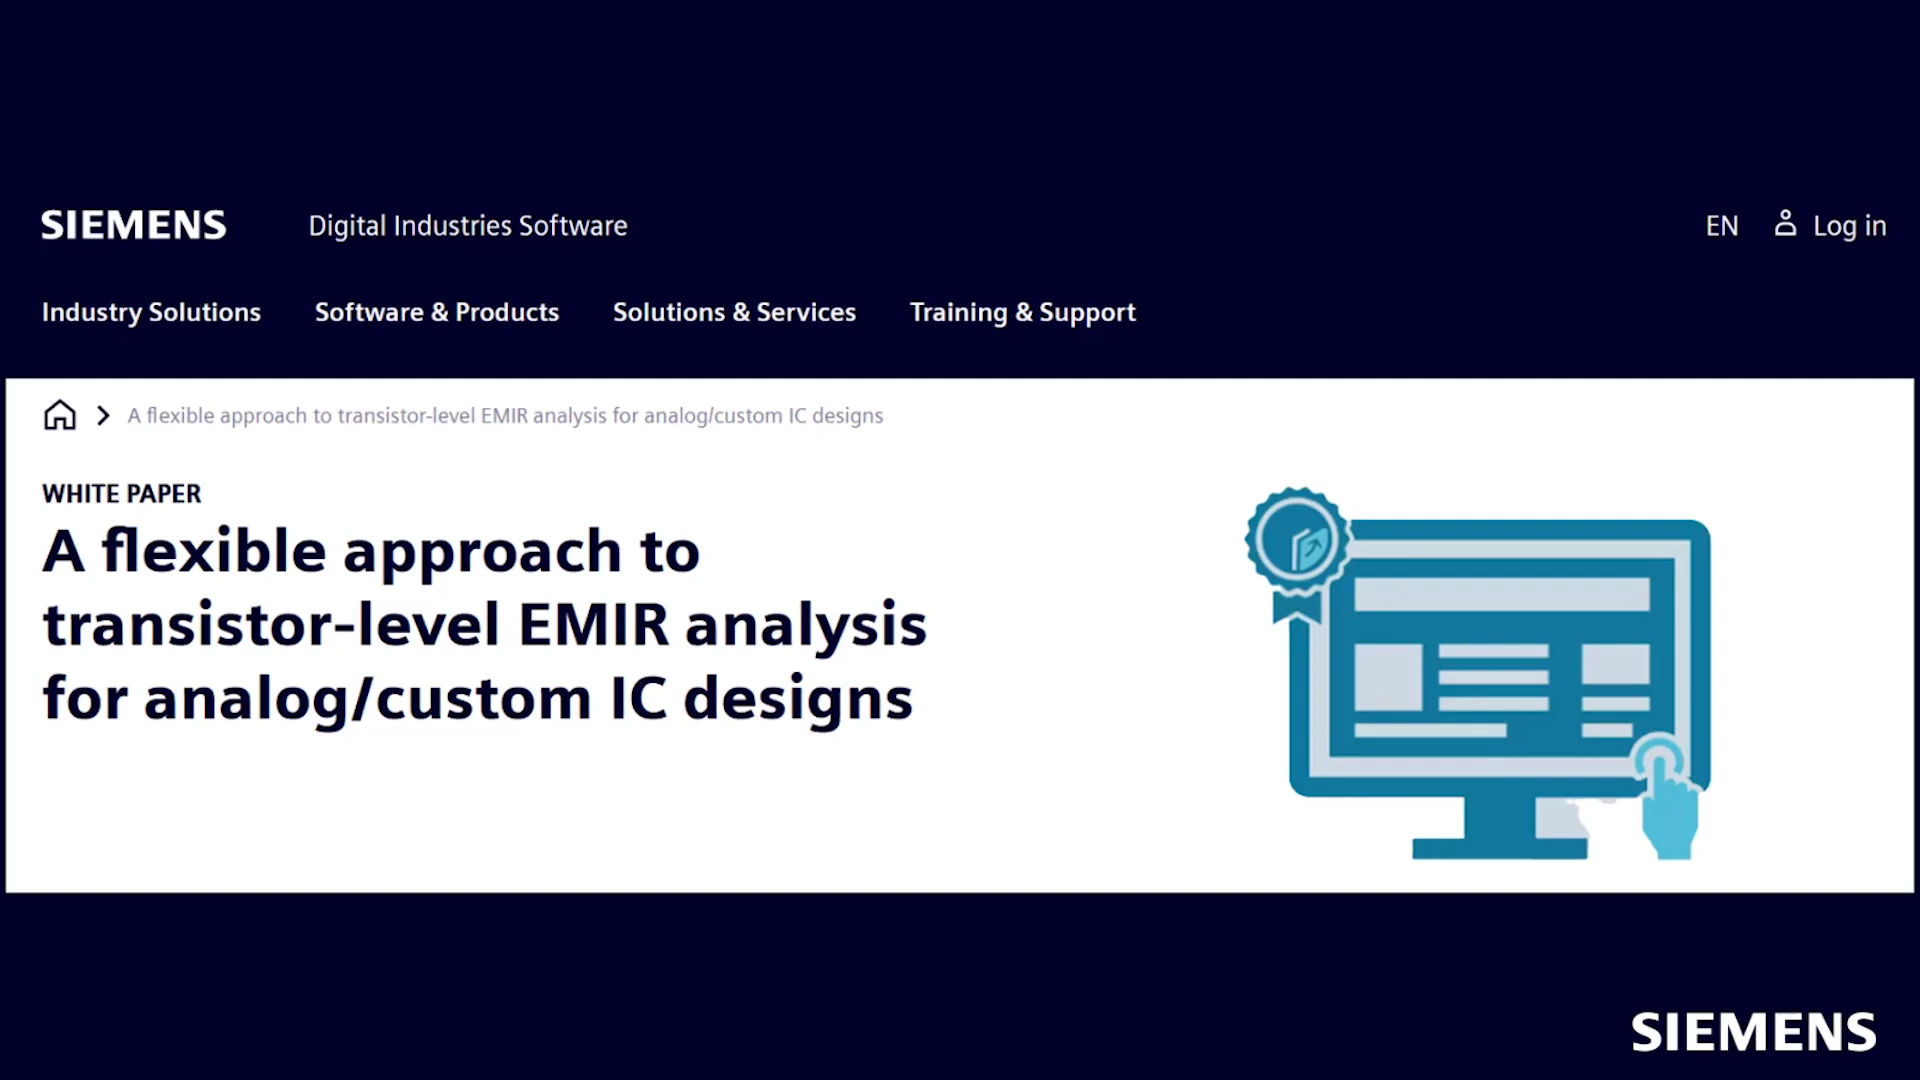 SIEMENS
Digital Industries Software
EN
Log in
Industry Solutions
Software & Products
Solutions & Services
Training & Support
A flexible approach to transistor-level EMIR analysis for analog/custom IC designs
WHITE PAPER
A flexible approach to
transistor-level EMIR analysis
for analog/custom IC designs
SIEMENS